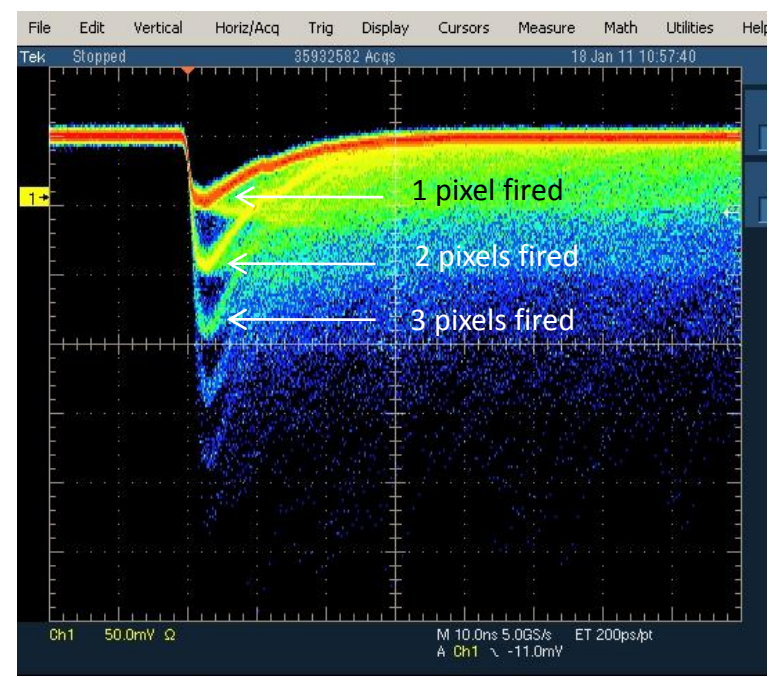 File Edit Vertical Horiz/Acq Trig Display Cursors Measure Math Utilities Help
Tek Stopped 35932582 Acqs 18 Jan 11 10:57:40
1 pixel fired
1
2 pixels fired
3 pixels fired
Ch1 50.0mV Ω M 10.0ns 5.0GS/s ET 200ps/pt
A Ch1 -11.0mV